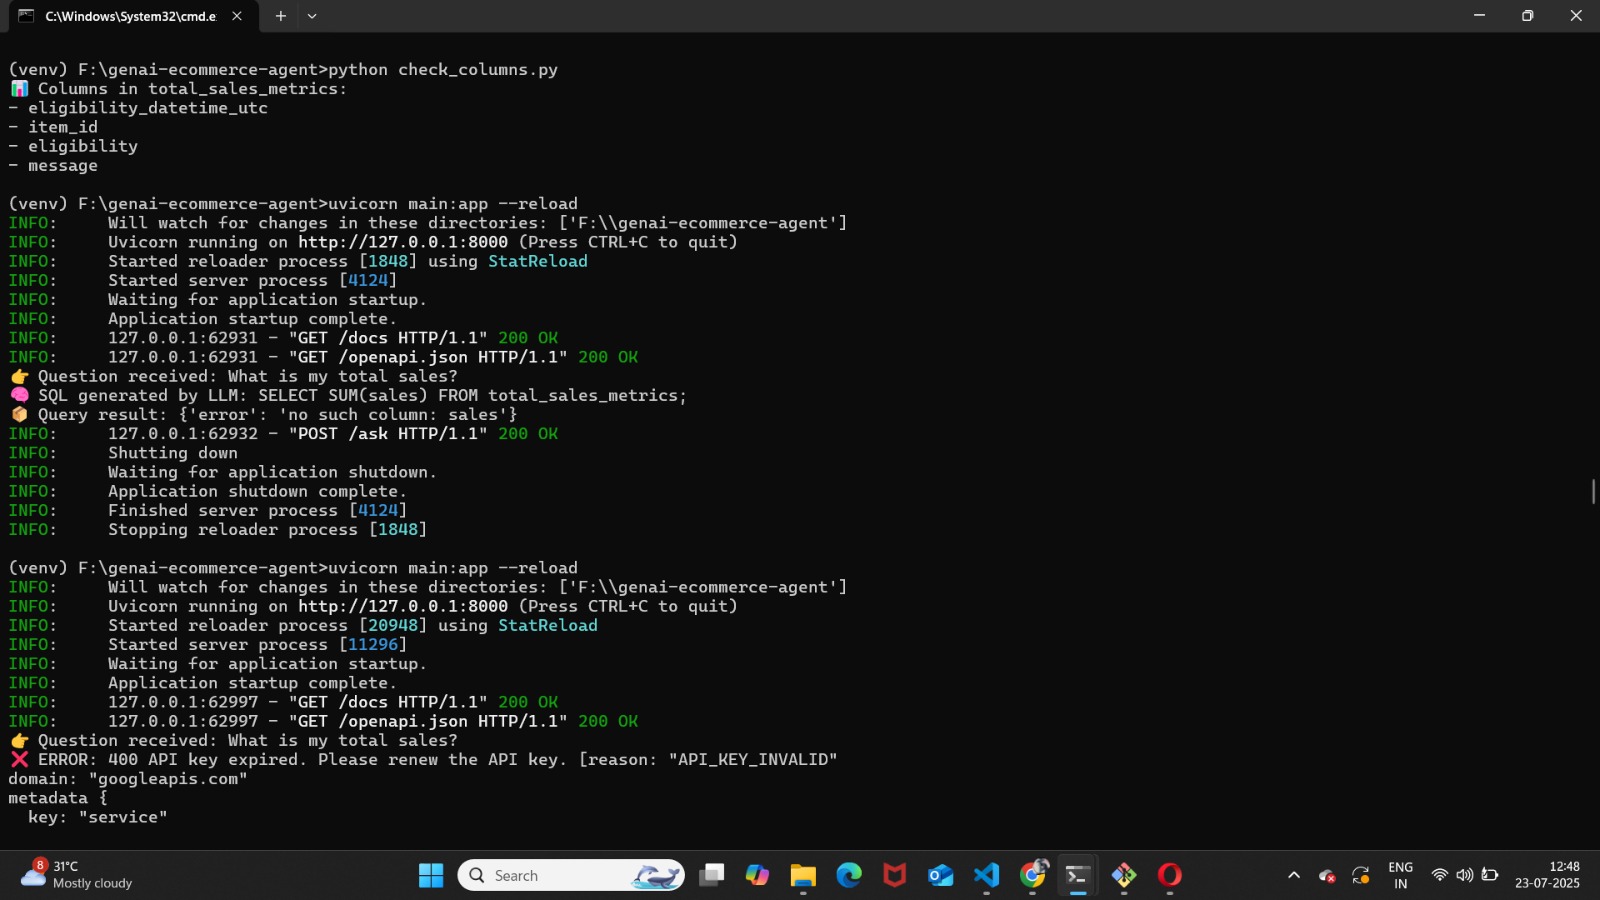 C:\Windows\System32\cmd.e
(venv) F:\genai-ecommerce-agent>python check_columns.py
📊 Columns in total_sales_metrics:
- eligibility_datetime_utc
- item_id
- eligibility
- message
(venv) F:\genai-ecommerce-agent>uvicorn main:app --reload
INFO:     Will watch for changes in these directories: ['F:\\genai-ecommerce-agent']
INFO:     Uvicorn running on http://127.0.0.1:8000 (Press CTRL+C to quit)
INFO:     Started reloader process [1848] using StatReload
INFO:     Started server process [4124]
INFO:     Waiting for application startup.
INFO:     Application startup complete.
INFO:     127.0.0.1:62931 - "GET /docs HTTP/1.1" 200 OK
INFO:     127.0.0.1:62931 - "GET /openapi.json HTTP/1.1" 200 OK
👉 Question received: What is my total sales?
🧠 SQL generated by LLM: SELECT SUM(sales) FROM total_sales_metrics;
📦 Query result: {'error': 'no such column: sales'}
INFO:     127.0.0.1:62932 - "POST /ask HTTP/1.1" 200 OK
INFO:     Shutting down
INFO:     Waiting for application shutdown.
INFO:     Application shutdown complete.
INFO:     Finished server process [4124]
INFO:     Stopping reloader process [1848]
(venv) F:\genai-ecommerce-agent>uvicorn main:app --reload
INFO:     Will watch for changes in these directories: ['F:\\genai-ecommerce-agent']
INFO:     Uvicorn running on http://127.0.0.1:8000 (Press CTRL+C to quit)
INFO:     Started reloader process [20948] using StatReload
INFO:     Started server process [11296]
INFO:     Waiting for application startup.
INFO:     Application startup complete.
INFO:     127.0.0.1:62997 - "GET /docs HTTP/1.1" 200 OK
INFO:     127.0.0.1:62997 - "GET /openapi.json HTTP/1.1" 200 OK
👉 Question received: What is my total sales?
❌ ERROR: 400 API key expired. Please renew the API key. [reason: "API_KEY_INVALID"
domain: "googleapis.com"
metadata {
  key: "service"
8
31°C
Mostly cloudy
Search
ENG
IN
12:48
23-07-2025